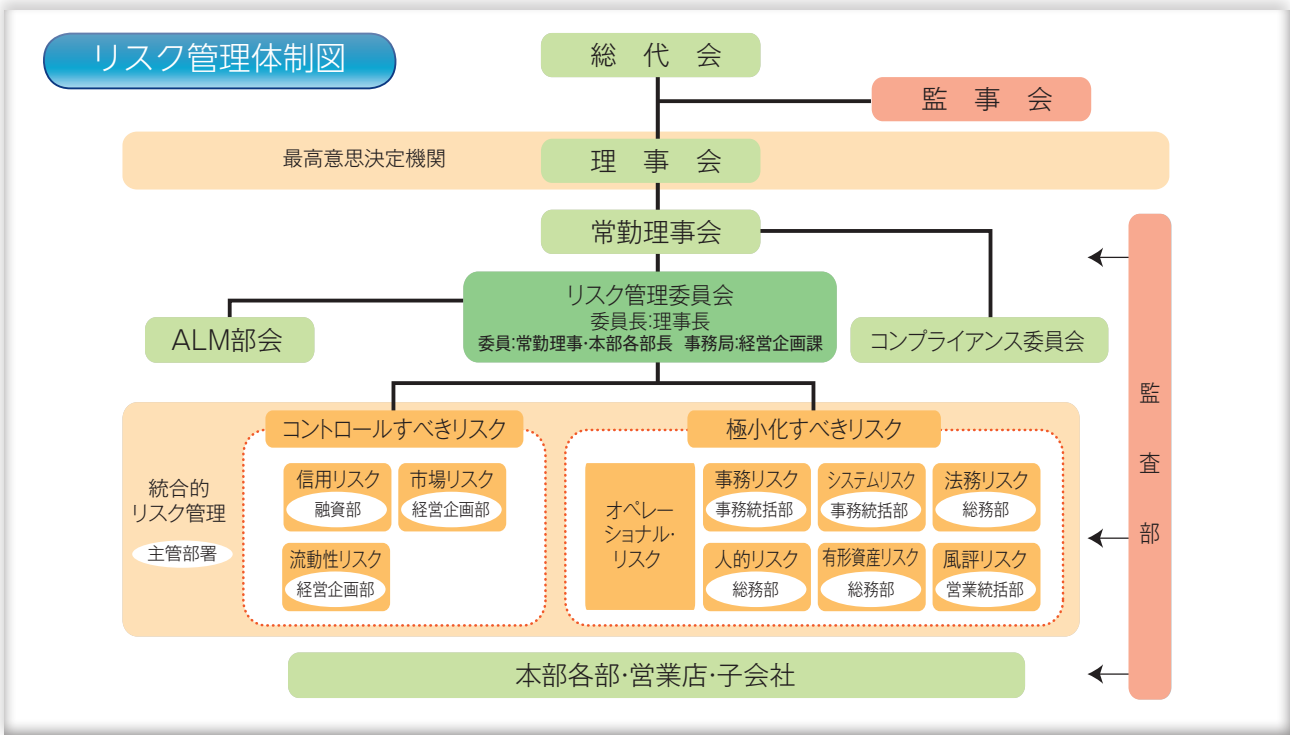 リスク管理体制図
総代会
監事会
最高意思決定機関
理事会
常勤理事会
リスク管理委員会
委員長:理事長
委員:常勤理事・本部各部長 事務局:経営企画課
ALM部会
コンプライアンス委員会
監査部
統合的
リスク管理
主管部署
コントロールすべきリスク
信用リスク
融資部
市場リスク
経営企画部
流動性リスク
経営企画部
極小化すべきリスク
オペレー
ショナル・
リスク
事務リスク
事務統括部
システムリスク
事務統括部
法務リスク
総務部
人的リスク
総務部
有形資産リスク
総務部
風評リスク
営業統括部
本部各部・営業店・子会社